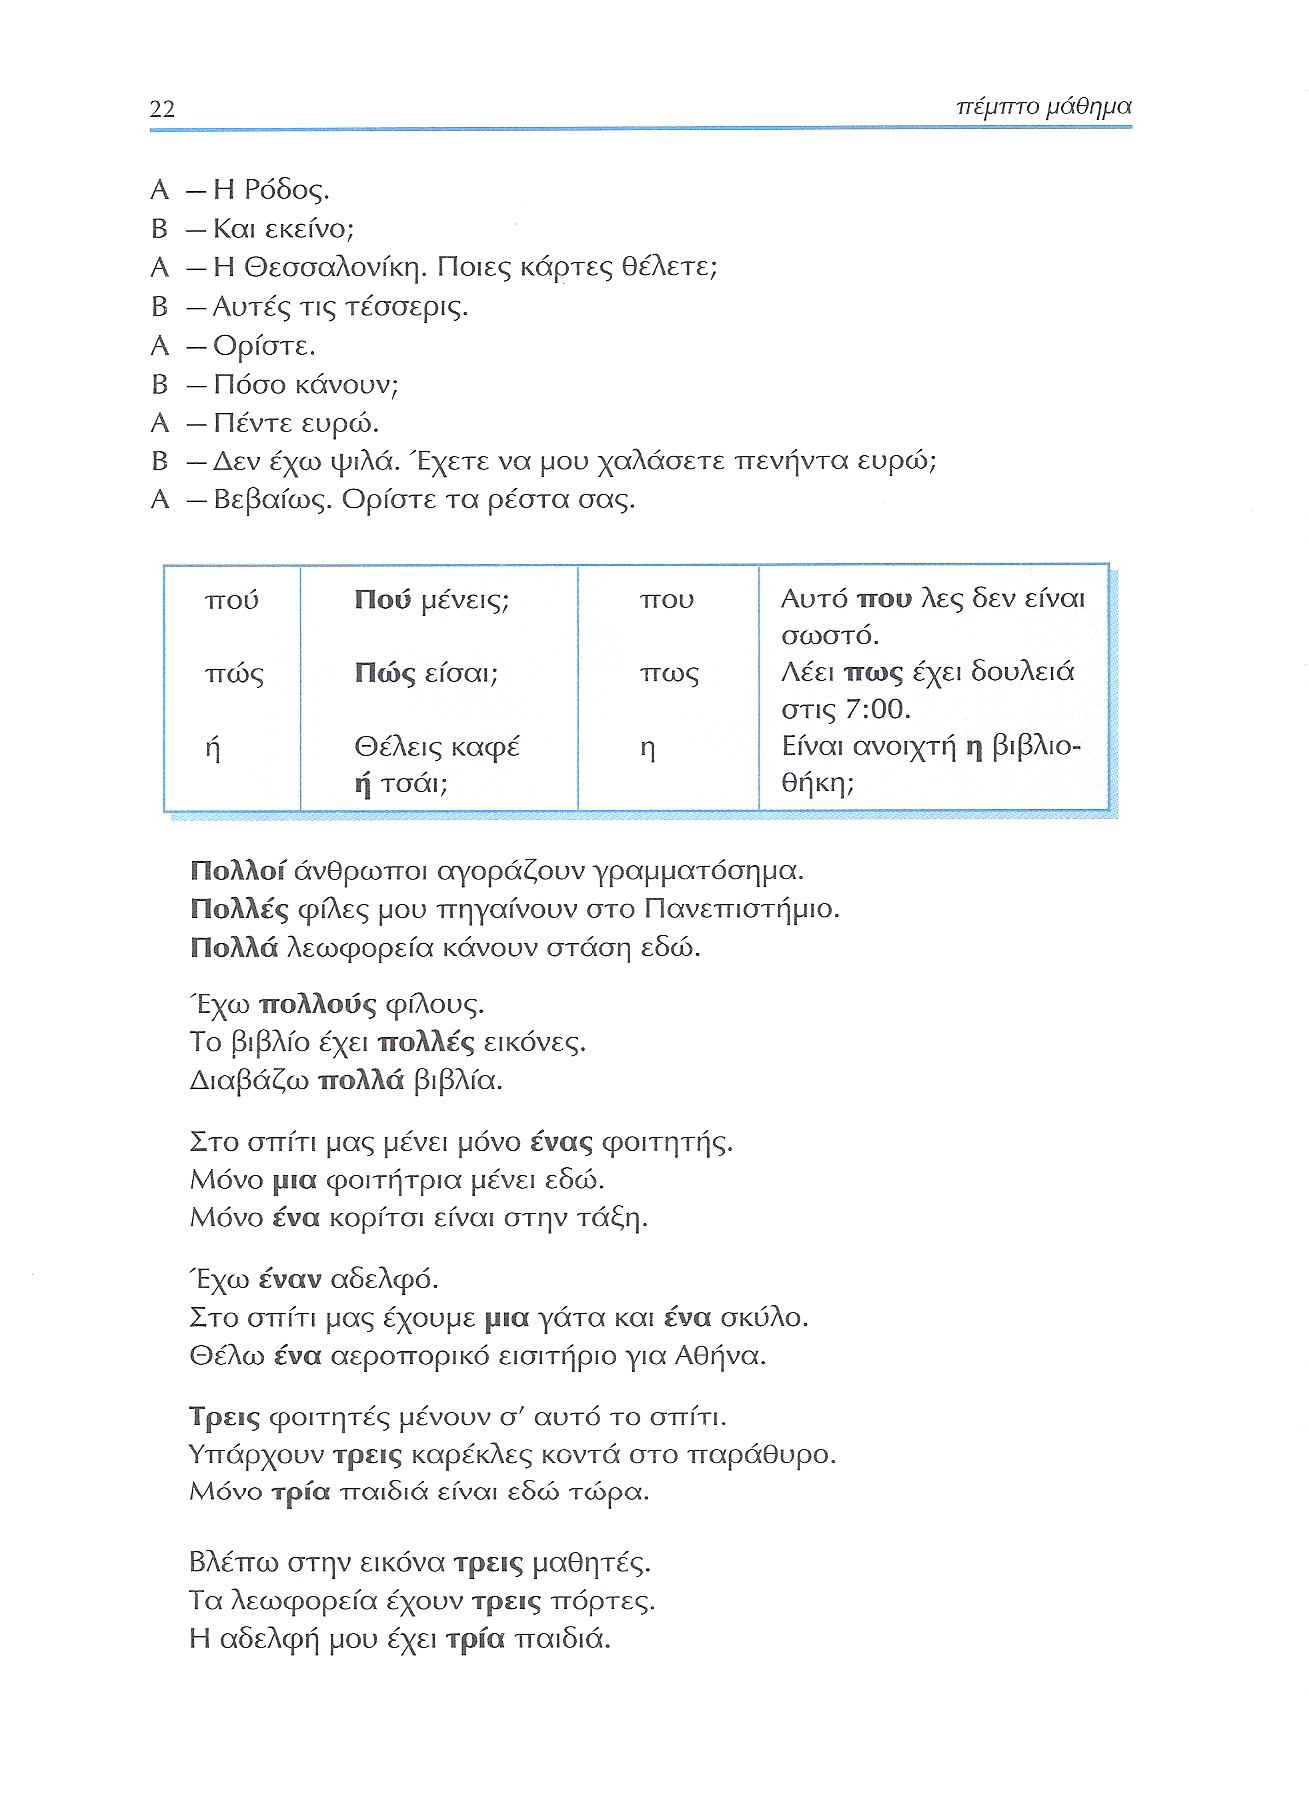 22 πέμπτο μάθημα
Α – Η Ρόδος.
Β – Και εκείνο;
Α – Η Θεσσαλονίκη. Ποιες κάρτες θέλετε;
Β – Αυτές τις τέσσερις.
Α – Ορίστε.
Β – Πόσο κάνουν;
Α – Πέντε ευρώ.
Β – Δεν έχω ψιλά. Έχετε να μου χαλάσετε πενήντα ευρώ;
Α – Βεβαίως. Ορίστε τα ρέστα σας.
πού Πού μένεις; που Αυτό που λες δεν είναι
σωστό.
πώς Πώς είσαι; πως Λέει πως έχει δουλειά
στις 7:00.
ή Θέλεις καφέ η Είναι ανοιχτή η βιβλιο-
ή τσάι; θήκη;
Πολλοί άνθρωποι αγοράζουν γραμματόσημα.
Πολλές φίλες μου πηγαίνουν στο Πανεπιστήμιο.
Πολλά λεωφορεία κάνουν στάση εδώ.
Έχω πολλούς φίλους.
Το βιβλίο έχει πολλές εικόνες.
Διαβάζω πολλά βιβλία.
Στο σπίτι μας μένει μόνο ένας φοιτητής.
Μόνο μια φοιτήτρια μένει εδώ.
Μόνο ένα κορίτσι είναι στην τάξη.
Έχω έναν αδελφό.
Στο σπίτι μας έχουμε μια γάτα και ένα σκύλο.
Θέλω ένα αεροπορικό εισιτήριο για Αθήνα.
Τρεις φοιτητές μένουν σ' αυτό το σπίτι.
Υπάρχουν τρεις καρέκλες κοντά στο παράθυρο.
Μόνο τρία παιδιά είναι εδώ τώρα.
Βλέπω στην εικόνα τρεις μαθητές.
Τα λεωφορεία έχουν τρεις πόρτες.
Η αδελφή μου έχει τρία παιδιά.